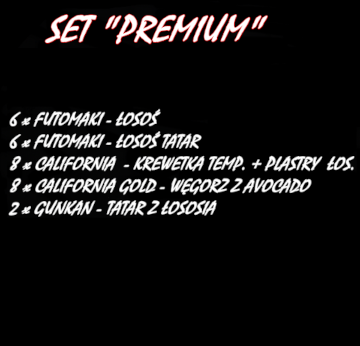 SET "PREMIUM"
6 x FUTOMAKI - ŁOSOŚ
6 x FUTOMAKI - ŁOSOŚ TATAR
8 x CALIFORNIA - KREWETKA TEMP. + PLASTRY ŁOS.
8 x CALIFORNIA GOLD - WĘGORZ Z AVOCADO
2 x GUNKAN - TATAR Z ŁOSOSIA